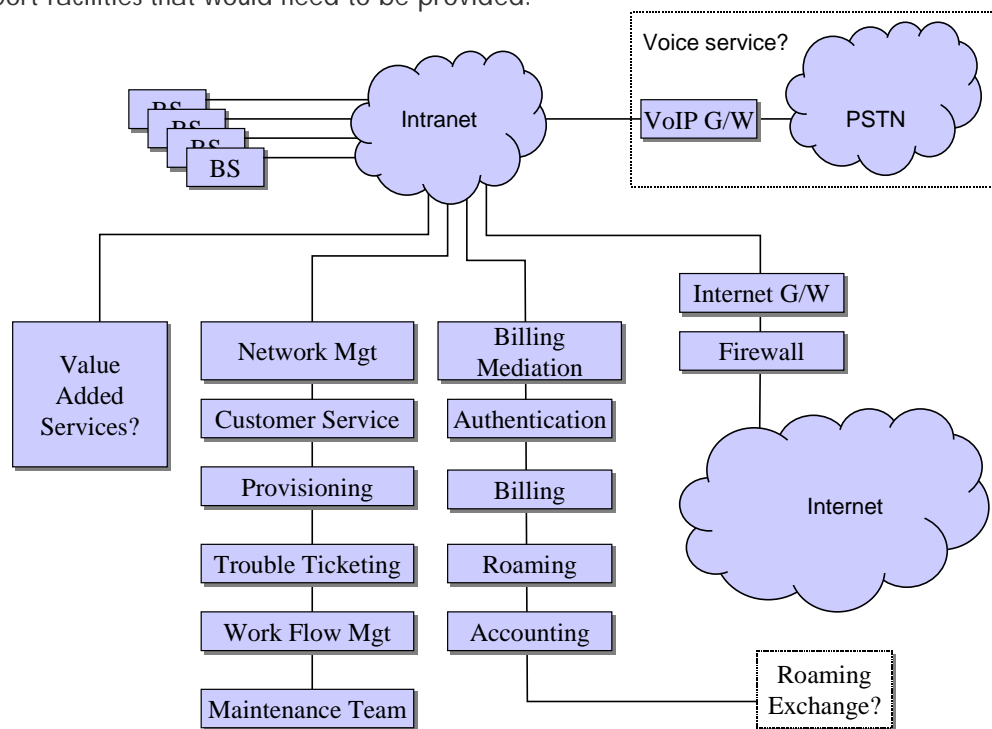 port facilities that would need to be provided.
Voice service?
BS
BS
BS
BS
Intranet
VoIP G/W
PSTN
Internet G/W
Value
Added
Services?
Network Mgt
Billing
Mediation
Firewall
Customer Service
Authentication
Provisioning
Billing
Internet
Trouble Ticketing
Roaming
Work Flow Mgt
Accounting
Roaming
Exchange?
Maintenance Team